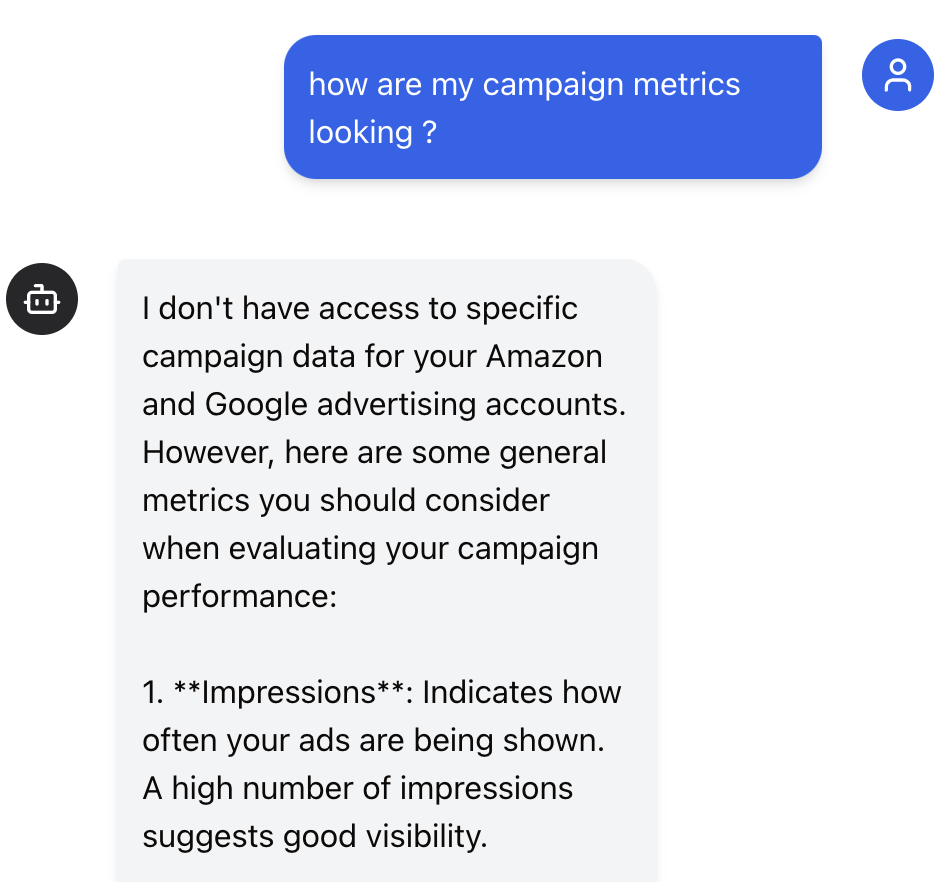 how are my campaign metrics
looking ?
I don't have access to specific
campaign data for your Amazon
and Google advertising accounts.
However, here are some general
metrics you should consider
when evaluating your campaign
performance:
1. **Impressions**: Indicates how
often your ads are being shown.
A high number of impressions
suggests good visibility.